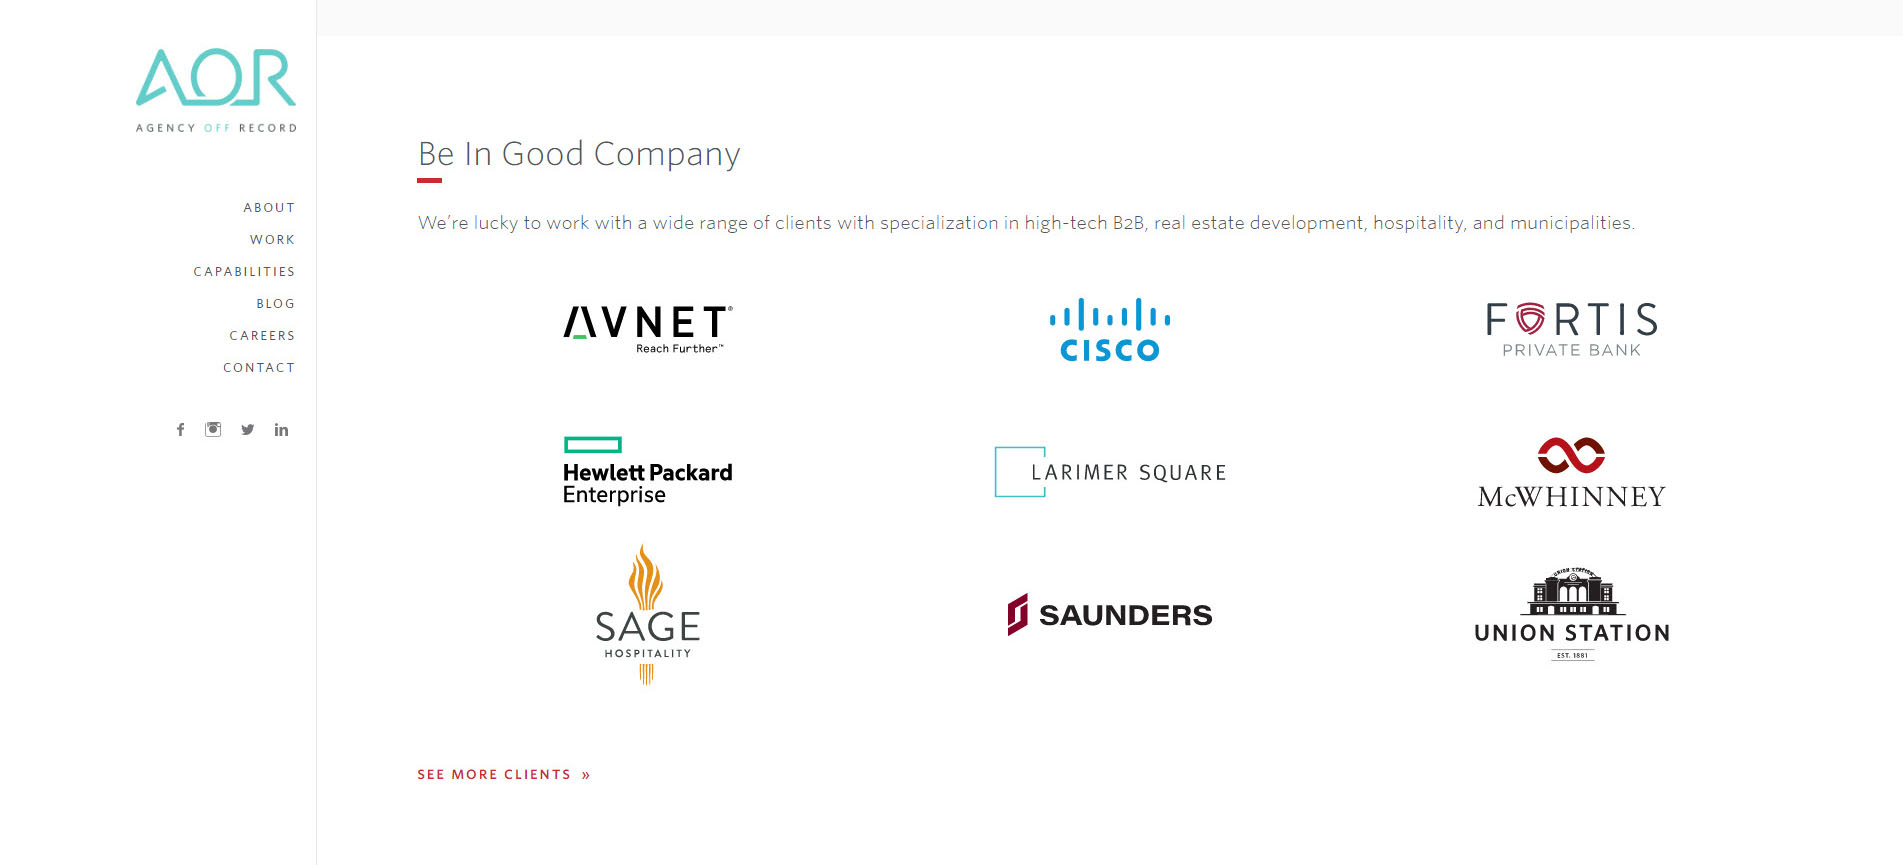 AOR
AGENCY OFF RECORD
ABOUT
WORK
CAPABILITIES
BLOG
CAREERS
CONTACT
Be In Good Company
We're lucky to work with a wide range of clients with specialization in high-tech B2B, real estate development, hospitality, and municipalities.
AVNET®
Reach Further™
CISCO
FORTIS
PRIVATE BANK
Hewlett Packard
Enterprise
LARIMER SQUARE
McWHINNEY
SAGE
HOSPITALITY
SAUNDERS
UNION STATION
UNION STATION
EST. 1881
SEE MORE CLIENTS »